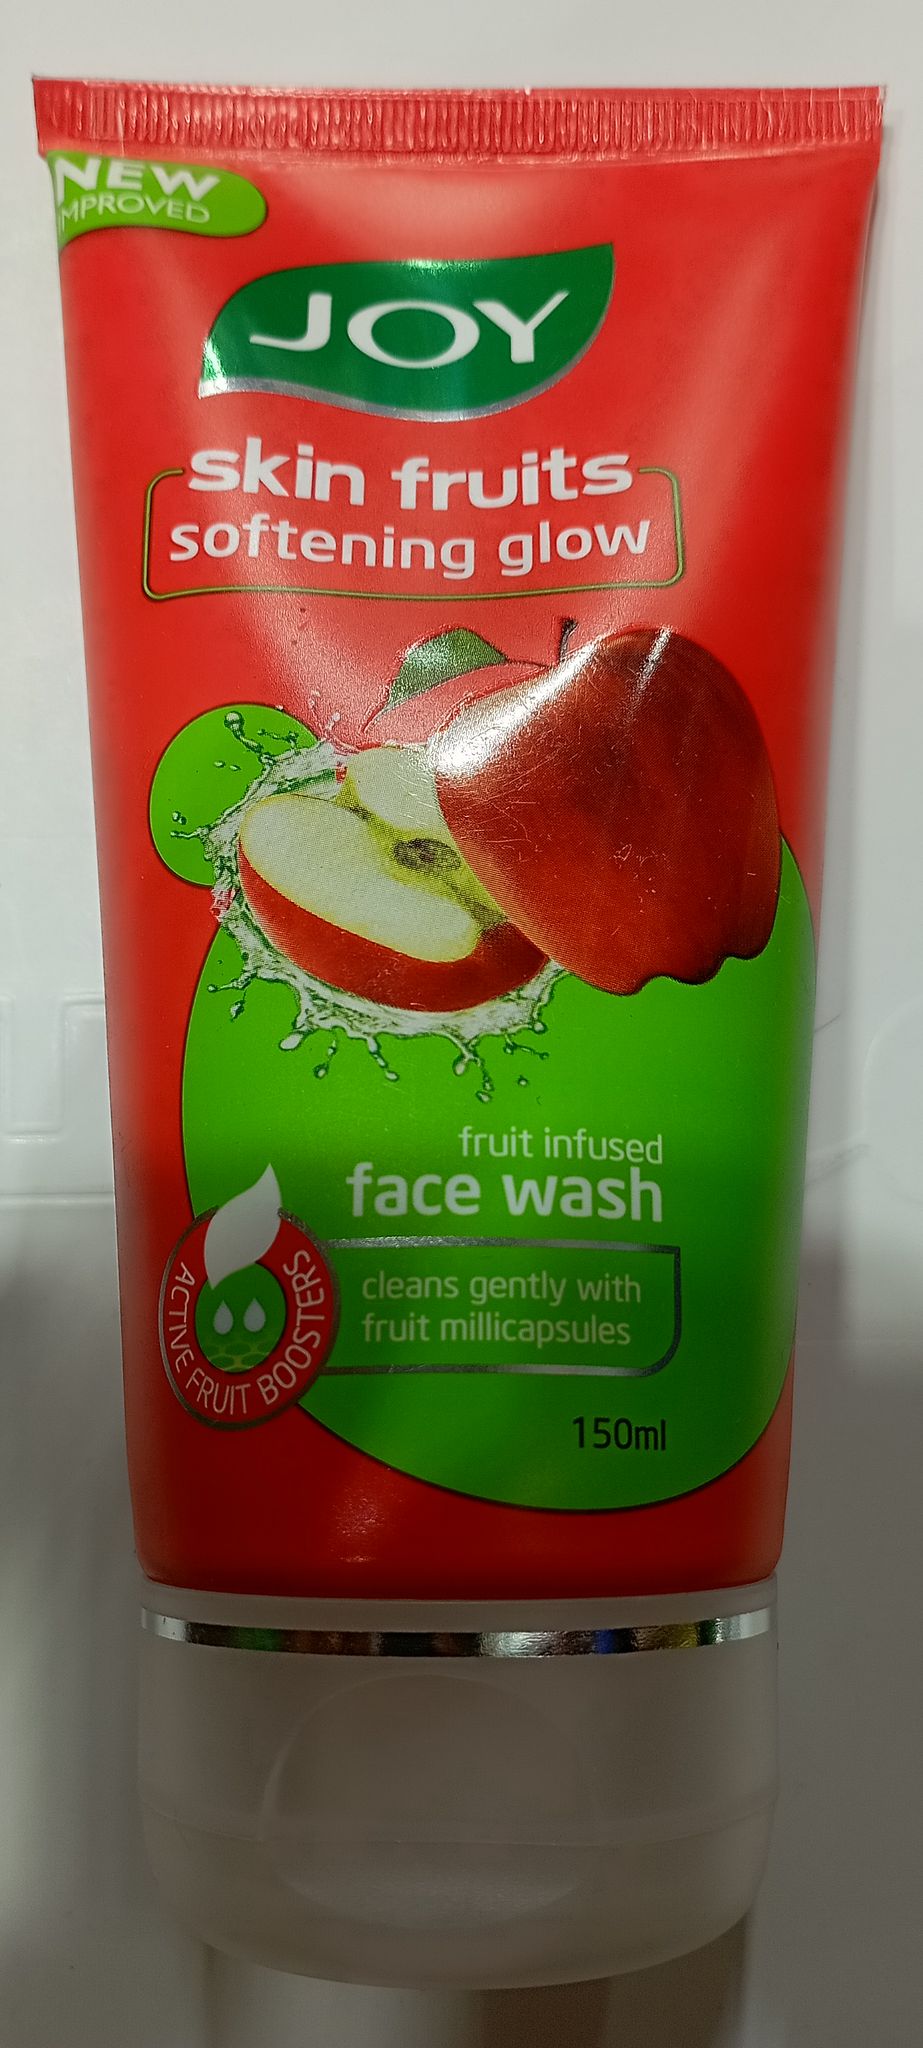 NEW
IMPROVED
JOY
skin fruits
softening glow
fruit infused
face wash
cleans gently with
fruit millicapsules
ACTIVE FRUIT BOOSTERS
150ml